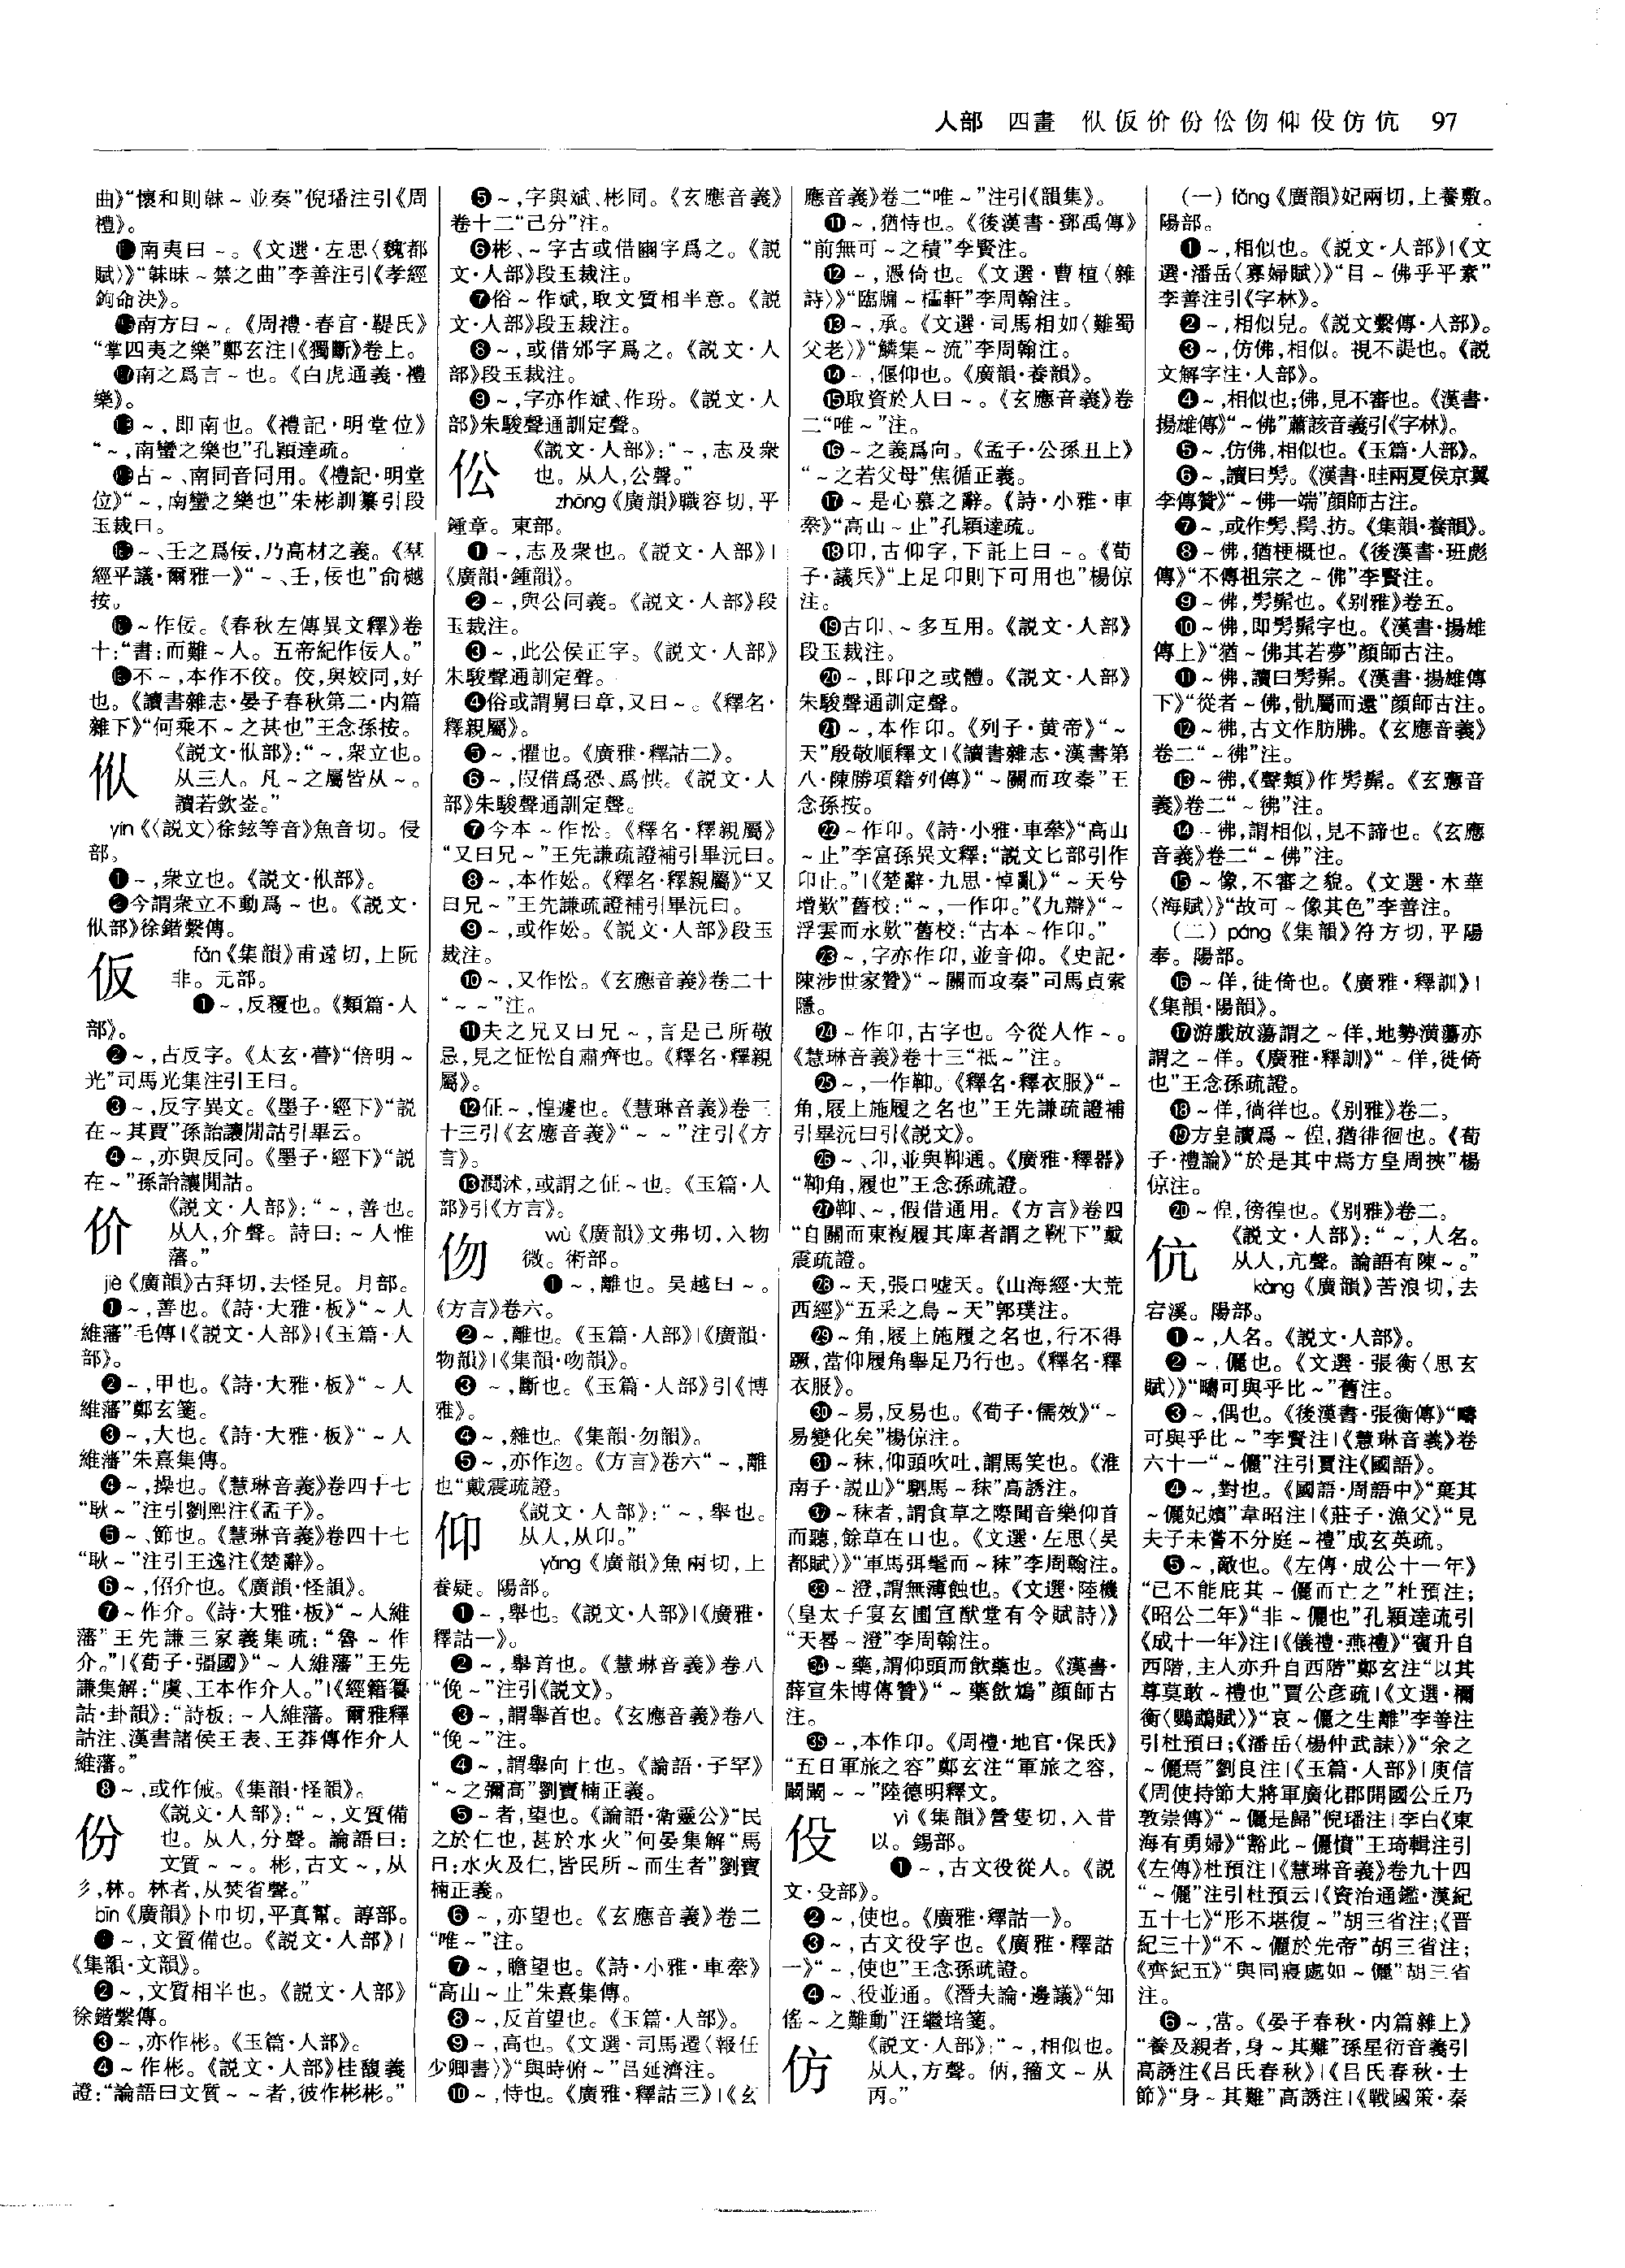 人部　四畫　㐺仮价份伀伆仰伇仿伉　97
曲》“懷和則韎～並奏”倪璠注引《周
禮》。
南夷曰～。《文選·左思〈魏都
賦〉》“韎昧～禁之曲”李善注引《孝經
鉤命決》。
南方曰～。《周禮·春官·鞮氏》
“掌四夷之樂”鄭玄注|《獨斷》卷上。
南之爲言～也。《白虎通義·禮
樂》。
～,即南也。《禮記·明堂位》
“～,南蠻之樂也”孔穎達疏。
古～、南同音同用。《禮記·明堂
位》“～,南蠻之樂也”朱彬訓纂引段
玉裁曰。
～、壬之爲佞,乃高材之義。《羣
經平議·爾雅一》“～、壬,佞也”俞樾
按。
～作佞。《春秋左傳異文釋》卷
十:“書:而難～人。五帝紀作佞人。”
不～,本作不佼。佼,與姣同,好
也。《讀書雜志·晏子春秋第二·内篇
雜下》“何乘不～之甚也”王念孫按。
㐺
《説文·㐺部》:“～,衆立也。
从三人。凡～之屬皆从～。
讀若欽崟。”
yín《〈説文〉徐鉉等音》魚音切。侵
部。
❶～,衆立也。《説文·㐺部》。
❷今謂衆立不動爲～也。《説文·
㐺部》徐鍇繫傳。
仮
fǎn《集韻》甫遠切,上阮
非。元部。
❶～,反覆也。《類篇·人
部》。
❷～,古反字。《太玄·瞢》“倍明～
光”司馬光集注引王曰。
❸～,反字異文。《墨子·經下》“説
在～其賈”孫詒讓閒詁引畢云。
❹～,亦與反同。《墨子·經下》“説
在～”孫詒讓閒詁。
价
《説文·人部》:“～,善也。
从人,介聲。詩曰:～人惟
藩。”
jiè《廣韻》古拜切,去怪見。月部。
❶～,善也。《詩·大雅·板》“～人
維藩”毛傳|《説文·人部》|《玉篇·人
部》。
❷～,甲也。《詩·大雅·板》“～人
維藩”鄭玄箋。
❸～,大也。《詩·大雅·板》“～人
維藩”朱熹集傳。
❹～,操也。《慧琳音義》卷四十七
“耿～”注引劉熙注《孟子》。
❺～、節也。《慧琳音義》卷四十七
“耿～”注引王逸注《楚辭》。
❻～,佋介也。《廣韻·怪韻》。
❼～作介。《詩·大雅·板》“～人維
藩”王先謙三家義集疏:“魯～作
介。”|《荀子·彊國》“～人維藩”王先
謙集解:“虞、王本作介人。”|《經籍籑
詁·卦韻》:“詩板:～人維藩。爾雅釋
詁注、漢書諸侯王表、王莽傳作介人
維藩。”
❽～,或作㑘。《集韻·怪韻》。
份
《説文·人部》:“～,文質備
也。从人,分聲。論語曰:
文質～～。彬,古文～,从
彡,林。林者,从焚省聲。”
bīn《廣韻》卜巾切,平真幫。諄部。
❶～,文質備也。《説文·人部》|
《集韻·文韻》。
❷～,文質相半也。《説文·人部》
徐鍇繫傳。
❸～,亦作彬。《玉篇·人部》。
❹～作彬。《説文·人部》桂馥義
證:“論語曰文質～～者,彼作彬彬。”
❺～,字與斌、彬同。《玄應音義》
卷十二“己分”注。
❻彬、～字古或借豳字爲之。《説
文·人部》段玉裁注。
❼俗～作斌,取文質相半意。《説
文·人部》段玉裁注。
❽～,或借邠字爲之。《説文·人
部》段玉裁注。
❾～,字亦作斌、作玢。《説文·人
部》朱駿聲通訓定聲。
伀
《説文·人部》:“～,志及衆
也。从人,公聲。”
zhōng《廣韻》職容切,平
鍾章。東部。
❶～,志及衆也。《説文·人部》|
《廣韻·鍾韻》。
❷～,與公同義。《説文·人部》段
玉裁注。
❸～,此公侯正字。《説文·人部》
朱駿聲通訓定聲。
❹俗或謂舅曰章,又曰～。《釋名·
釋親屬》。
❺～,懼也。《廣雅·釋詁二》。
❻～,叚借爲恐、爲㤨。《説文·人
部》朱駿聲通訓定聲。
❼今本～作忪。《釋名·釋親屬》
“又曰兄～”王先謙疏證補引畢沅曰。
❽～,本作妐。《釋名·釋親屬》“又
曰兄～”王先謙疏證補引畢沅曰。
❾～,或作妐。《説文·人部》段玉
裁注。
❿～,又作忪。《玄應音義》卷二十
“～～”注。
⓫夫之兄又曰兄～,言是己所敬
忌,見之怔忪自肅齊也。《釋名·釋親
屬》。
⓬佂～,惶遽也。《慧琳音義》卷二
十三引《玄應音義》“～～”注引《方
言》。
⓭㵍沭,或謂之佂～也。《玉篇·人
部》引《方言》。
伆
wù《廣韻》文弗切,入物
微。術部。
❶～,離也。吴越曰～。
《方言》卷六。
❷～,離也。《玉篇·人部》|《廣韻·
物韻》|《集韻·吻韻》。
❸～,斷也。《玉篇·人部》引《博
雅》。
❹～,雜也。《集韻·勿韻》。
❺～,亦作迿。《方言》卷六“～,離
也”戴震疏證。
仰
《説文·人部》:“～,舉也。
从人,从卬。”
yǎng《廣韻》魚兩切,上
養疑。陽部。
❶～,舉也。《説文·人部》|《廣雅·
釋詁一》。
❷～,舉首也。《慧琳音義》卷八
“俛～”注引《説文》。
❸～,謂舉首也。《玄應音義》卷八
“俛～”注。
❹～,謂舉向上也。《論語·子罕》
“～之彌高”劉寶楠正義。
❺～者,望也。《論語·衛靈公》“民
之於仁也,甚於水火”何晏集解“馬
曰:水火及仁,皆民所～而生者”劉寶
楠正義。
❻～,亦望也。《玄應音義》卷二
“唯～”注。
❼～,瞻望也。《詩·小雅·車舝》
“高山～止”朱熹集傳。
❽～,反首望也。《玉篇·人部》。
❾～,高也。《文選·司馬遷〈報任
少卿書〉》“與時俯～”吕延濟注。
❿～,恃也。《廣雅·釋詁三》|《玄
應音義》卷二“唯～”注引《韻集》。
⓫～,猶恃也。《後漢書·鄧禹傳》
“前無可～之積”李賢注。
⓬～,憑倚也。《文選·曹植〈雜
詩〉》“臨牖～櫺軒”李周翰注。
⓭～,承。《文選·司馬相如〈難蜀
父老〉》“鱗集～流”李周翰注。
⓮～,偃仰也。《廣韻·養韻》。
⓯取資於人曰～。《玄應音義》卷
二“唯～”注。
⓰～之義爲向。《孟子·公孫丑上》
“～之若父母”焦循正義。
⓱～是心慕之辭。《詩·小雅·車
舝》“高山～止”孔穎達疏。
⓲卬,古仰字,下託上曰～。《荀
子·議兵》“上足卬則下可用也”楊倞
注。
⓳古卬、～多互用。《説文·人部》
段玉裁注。
⓴～,即卬之或體。《説文·人部》
朱駿聲通訓定聲。
㉑～,本作卬。《列子·黄帝》“～
天”殷敬順釋文|《讀書雜志·漢書第
八·陳勝項籍列傳》“～關而攻秦”王
念孫按。
㉒～作卬。《詩·小雅·車舝》“高山
～止”李富孫異文釋:“説文匕部引作
卬止。”|《楚辭·九思·悼亂》“～天兮
增歎”舊校:“～,一作卬。”《九辯》“～
浮雲而永歎”舊校:“古本～作卬。”
㉓～,字亦作卬,並音仰。《史記·
陳涉世家贊》“～關而攻秦”司馬貞索
隱。
㉔～作卬,古字也。今從人作～。
《慧琳音義》卷十三“祗～”注。
㉕～,一作䩕。《釋名·釋衣服》“～
角,屐上施履之名也”王先謙疏證補
引畢沅曰引《説文》。
㉖～、卬,並與䩕通。《廣雅·釋器》
“䩕角,履也”王念孫疏證。
㉗䩕、～,假借通用。《方言》卷四
“自關而東複履其庳者謂之㡈下”戴
震疏證。
㉘～天,張口嘘天。《山海經·大荒
西經》“五采之鳥～天”郭璞注。
㉙～角,屐上施履之名也,行不得
蹶,當仰履角舉足乃行也。《釋名·釋
衣服》。
㉚～易,反易也。《荀子·儒效》“～
易變化矣”楊倞注。
㉛～秣,仰頭吹吐,謂馬笑也。《淮
南子·説山》“駟馬～秣”高誘注。
㉜～秣者,謂食草之際聞音樂仰首
而聽,餘草在口也。《文選·左思〈吴
都賦〉》“軍馬弭髦而～秣”李周翰注。
㉝～澄,謂無薄蝕也。《文選·陸機
〈皇太子宴玄圃宣猷堂有令賦詩〉》
“天晷～澄”李周翰注。
㉞～藥,謂仰頭而飲藥也。《漢書·
薛宣朱博傳贊》“～藥飲鴆”顔師古
注。
㉟～,本作卬。《周禮·地官·保氏》
“五曰軍旅之容”鄭玄注“軍旅之容,
闞闞～～”陸德明釋文。
伇
yì《集韻》營隻切,入昔
以。錫部。
❶～,古文役從人。《説
文·殳部》。
❷～,使也。《廣雅·釋詁一》。
❸～,古文役字也。《廣雅·釋詁
一》“～,使也”王念孫疏證。
❹～、役並通。《潛夫論·邊議》“知
傜～之難動”汪繼培箋。
仿
《説文·人部》:“～,相似也。
从人,方聲。俩,籀文～从
丙。”
(一) fǎng《廣韻》妃兩切,上養敷。
陽部。
❶～,相似也。《説文·人部》|《文
選·潘岳〈寡婦賦〉》“目～佛乎平素”
李善注引《字林》。
❷～,相似皃。《説文繫傳·人部》。
❸～,仿佛,相似。視不諟也。《説
文解字注·人部》。
❹～,相似也;佛,見不審也。《漢書·
揚雄傳》“～佛”蕭該音義引《字林》。
❺～,仿佛,相似也。《玉篇·人部》。
❻～,讀曰髣。《漢書·眭兩夏侯京翼
李傳贊》“～佛一端”顔師古注。
❼～,或作髣、髣、㧍。《集韻·養韻》。
❽～佛,猶梗概也。《後漢書·班彪
傳》“不傳祖宗之～佛”李賢注。
❾～佛,髣髴也。《别雅》卷五。
❿～佛,即髣髴字也。《漢書·揚雄
傳上》“猶～佛其若夢”顔師古注。
⓫～佛,讀曰髣髴。《漢書·揚雄傳
下》“從者～佛,骩屬而還”顔師古注。
⓬～彿,古文作肪胇。《玄應音義》
卷二“～彿”注。
⓭～彿,《聲類》作髣髴。《玄應音
義》卷二“～彿”注。
⓮～佛,謂相似,見不諦也。《玄應
音義》卷二“～佛”注。
⓯～像,不審之貌。《文選·木華
〈海賦〉》“故可～像其色”李善注。
(二) páng《集韻》符方切,平陽
奉。陽部。
⓰～佯,徙倚也。《廣雅·釋訓》|
《集韻·陽韻》。
⓱游戲放蕩謂之～佯,地勢潢蕩亦
謂之～佯。《廣雅·釋訓》“～佯,徙倚
也”王念孫疏證。
⓲～佯,徜徉也。《别雅》卷二。
⓳方皇讀爲～偟,猶徘徊也。《荀
子·禮論》“於是其中焉方皇周挾”楊
倞注。
⓴～偟,徬徨也。《别雅》卷二。
伉
《説文·人部》:“～,人名。
从人,亢聲。論語有陳～。”
kàng《廣韻》苦浪切,去
宕溪。陽部。
❶～,人名。《説文·人部》。
❷～,儷也。《文選·張衡〈思玄
賦〉》“疇可與乎比～”舊注。
❸～,偶也。《後漢書·張衡傳》“疇
可與乎比～”李賢注|《慧琳音義》卷
六十一“～儷”注引賈注《國語》。
❹～,對也。《國語·周語中》“棄其
～儷妃嬪”韋昭注|《莊子·漁父》“見
夫子未嘗不分庭～禮”成玄英疏。
❺～,敵也。《左傳·成公十一年》
“已不能庇其～儷而亡之”杜預注;
《昭公二年》“非～儷也”孔穎達疏引
《成十一年》注|《儀禮·燕禮》“賓升自
西階,主人亦升自西階”鄭玄注“以其
尊莫敢～禮也”賈公彦疏|《文選·禰
衡〈鸚鵡賦〉》“哀～儷之生離”李善注
引杜預曰;《潘岳〈楊仲武誄〉》“余之
～儷焉”劉良注|《玉篇·人部》|庾信
《周使持節大將軍廣化郡開國公丘乃
敦崇傳》“～儷是歸”倪璠注|李白《東
海有勇婦》“豁此～儷憤”王琦輯注引
《左傳》杜預注|《慧琳音義》卷九十四
“～儷”注引杜預云|《資治通鑑·漢紀
五十七》“形不堪復～”胡三省注;《晋
紀三十》“不～儷於先帝”胡三省注;
《齊紀五》“與同寢處如～儷”胡三省
注。
❻～,當。《晏子春秋·内篇雜上》
“養及親者,身～其難”孫星衍音義引
高誘注《吕氏春秋》|《吕氏春秋·士
節》“身～其難”高誘注|《戰國策·秦